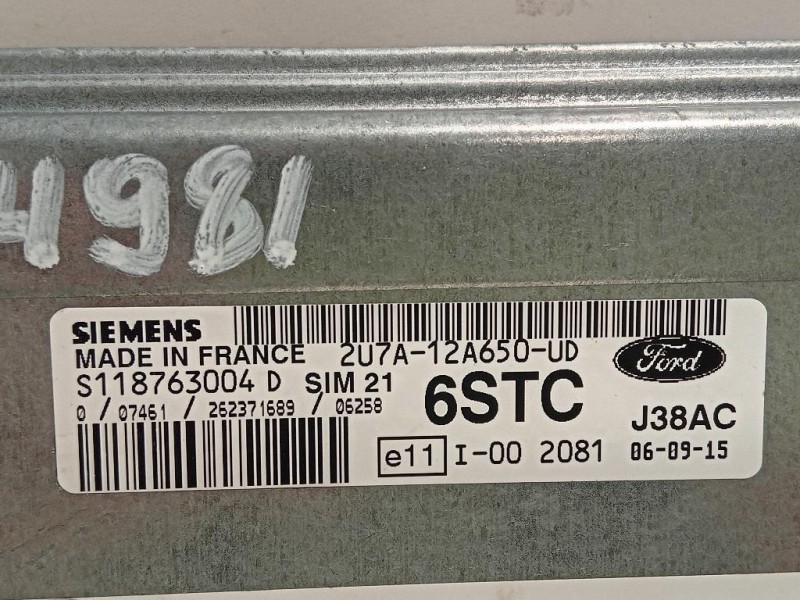 4981
SIEMENS
MADE IN FRANCE 2U7A-12A650-UD
S118763004 D SIM 21 6STC Ford J38AC
0 / 07461 / 262371689 / 06258
e11 I-00 2081 06-09-15